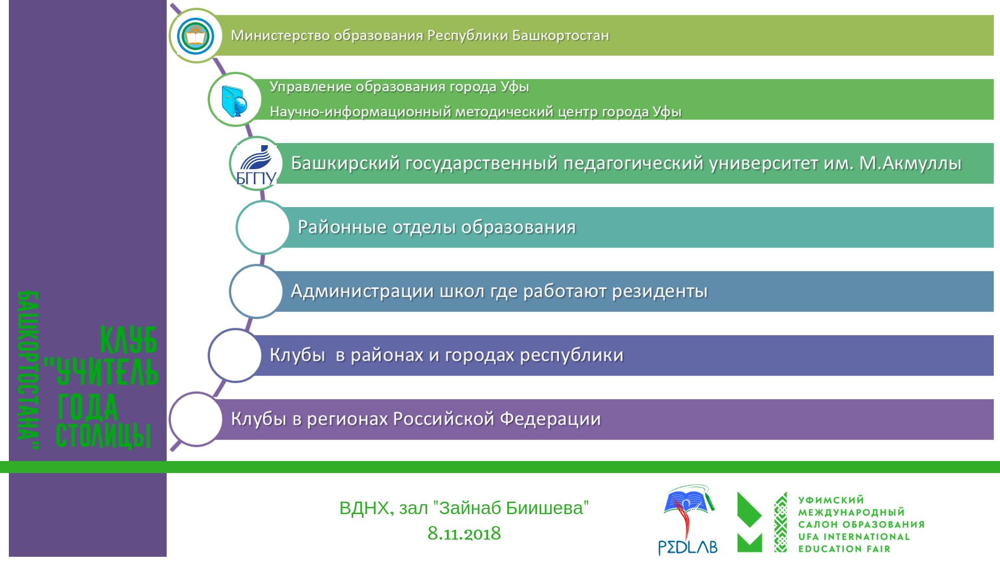 Министерство образования Республики Башкортостан
Управление образования города Уфы
Научно-информационный методический центр города Уфы
БГПУ
Башкирский государственный педагогический университет им. М.Акмуллы
Районные отделы образования
Администрации школ где работают резиденты
Клубы  в районах и городах республики
Клубы в регионах Российской Федерации
КЛУБ
"УЧИТЕЛЬ
ГОДА
СТОЛИЦЫ
БАШКОРТОСТАНА"
ВДНХ, зал "Зайнаб Биишева"
8.11.2018
PEDLAB
УФИМСКИЙ
МЕЖДУНАРОДНЫЙ
САЛОН ОБРАЗОВАНИЯ
UFA INTERNATIONAL
EDUCATION FAIR